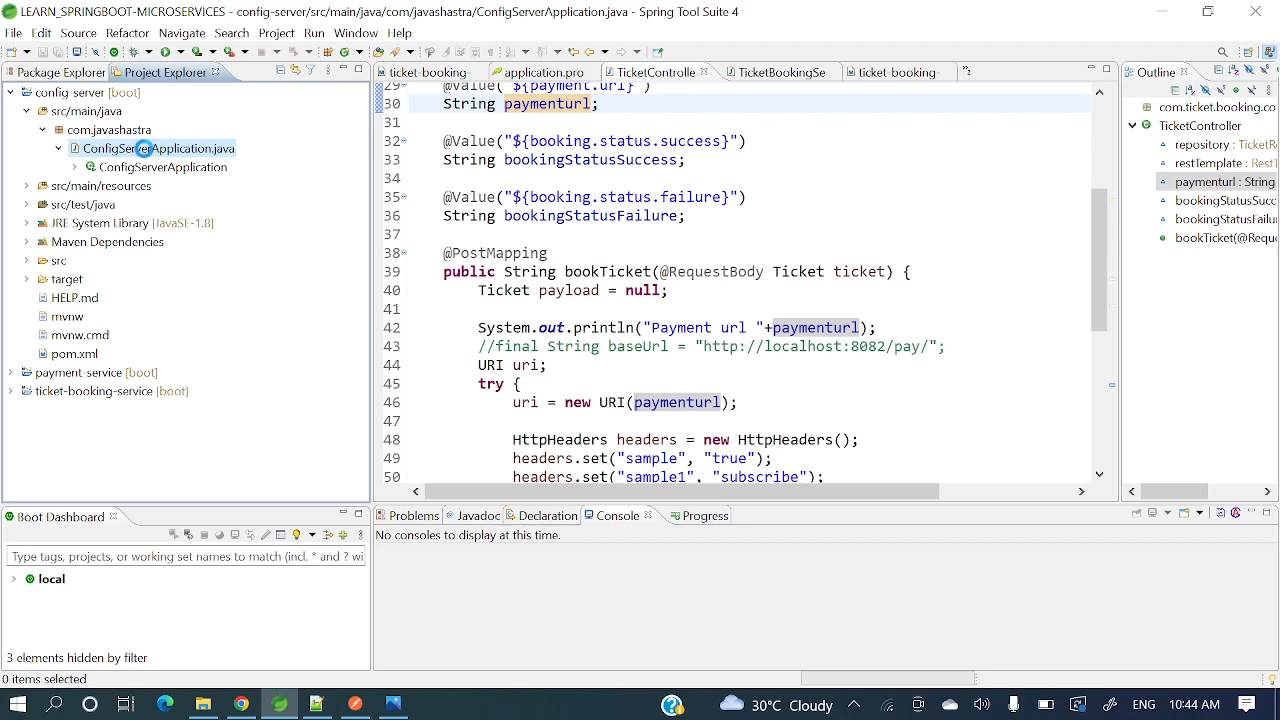 LEARN_SPRINGBOOT-MICROSERVICES - config-server/src/main/java/com/javashastra/ConfigServerApplication.java - Spring Tool Suite 4
File Edit Source Refactor Navigate Search Project Run Window Help
Package Explorer Project Explorer
config-server [boot]
src/main/java
com.javashastra
ConfigServerApplication.java
ConfigServerApplication
src/main/resources
src/test/java
JRE System Library [JavaSE-1.8]
Maven Dependencies
src
target
HELP.md
mvnw
mvnw.cmd
pom.xml
payment-service [boot]
ticket-booking-service [boot]
ticket-booking- application.pro TicketControlle TicketBookingSe ticket-booking-
29 @Value("${payment.url}")
30 String paymenturl;
31
32 @Value("${booking.status.success}")
33 String bookingStatusSuccess;
34
35 @Value("${booking.status.failure}")
36 String bookingStatusFailure;
37
38 @PostMapping
39 public String bookTicket(@RequestBody Ticket ticket) {
40 Ticket payload = null;
41
42 System.out.println("Payment url "+paymenturl);
43 //final String baseUrl = "http://localhost:8082/pay/";
44 URI uri;
45 try {
46 uri = new URI(paymenturl);
47
48 HttpHeaders headers = new HttpHeaders();
49 headers.set("sample", "true");
50 headers.set("sample1", "subscribe");
Outline
com.ticket.booking.co
TicketController
repository : TicketR
restTemplate : RestT
paymenturl : String
bookingStatusSucc
bookingStatusFailu
bookTicket(@Reque
Boot Dashboard
Type tags, projects, or working set names to match (incl. * and ? wi
local
3 elements hidden by filter
Problems Javadoc Declaration Console Progress
No consoles to display at this time.
0 items selected
30°C Cloudy ENG 10:44 AM